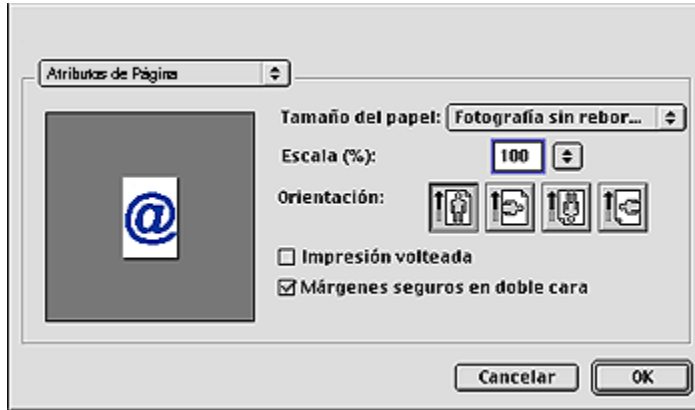 Atributos de Página
Tamaño del papel: Fotografía sin rebor...
Escala (%): 100
Orientación:
@
Impresión volteada
Márgenes seguros en doble cara
Cancelar OK